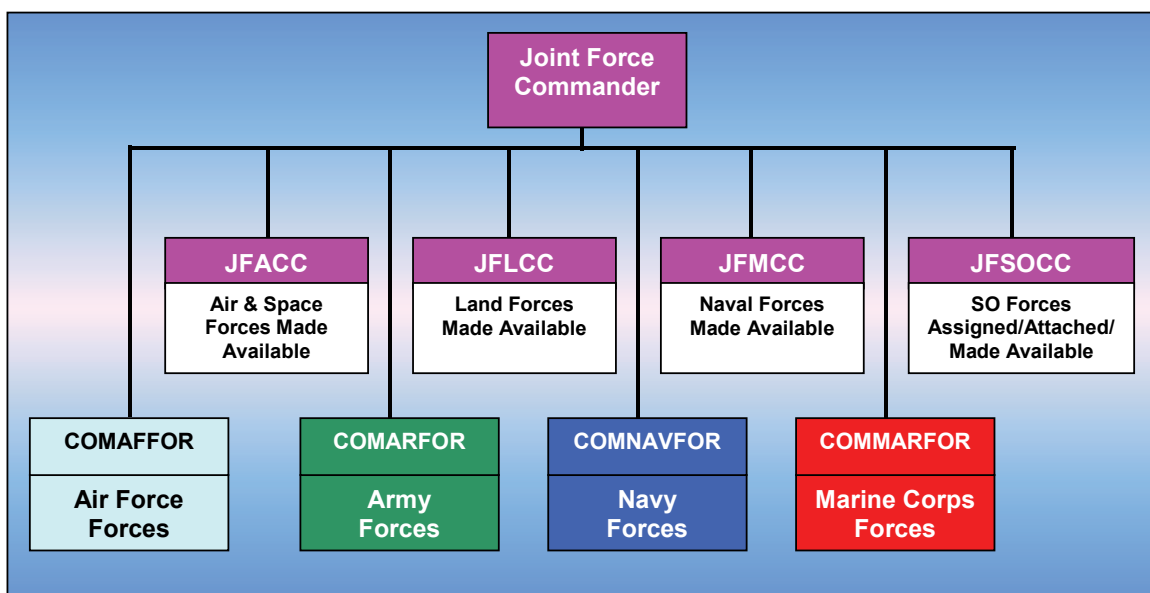 Joint Force
Commander
JFACC
Air & Space
Forces Made
Available
JFLCC
Land Forces
Made Available
JFMCC
Naval Forces
Made Available
JFSOCC
SO Forces
Assigned/Attached/
Made Available
COMAFFOR
Air Force
Forces
COMARFOR
Army
Forces
COMNAVFOR
Navy
Forces
COMMARFOR
Marine Corps
Forces